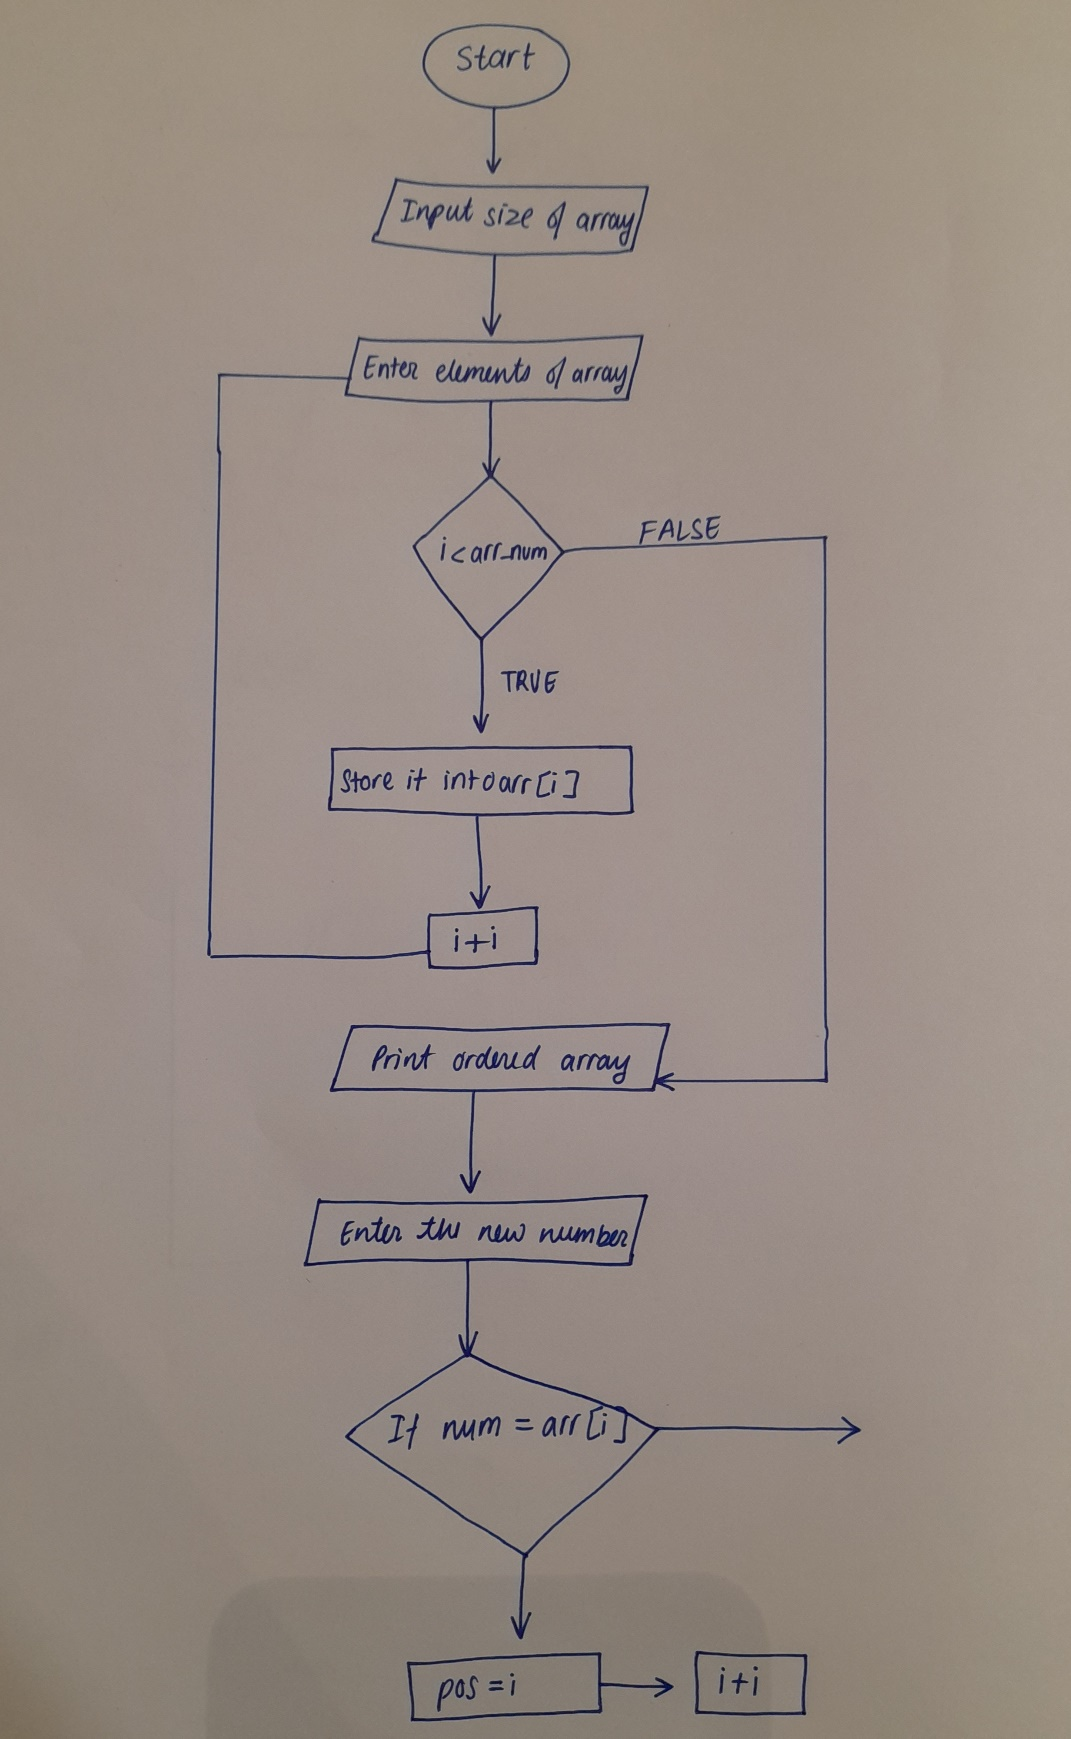 Start
Input size of array
Enter elements of array
i < arr_num
FALSE
TRUE
Store it into arr [i]
i+i
Print ordered array
Enter the new number
If num = arr [i]
pos = i
i+i